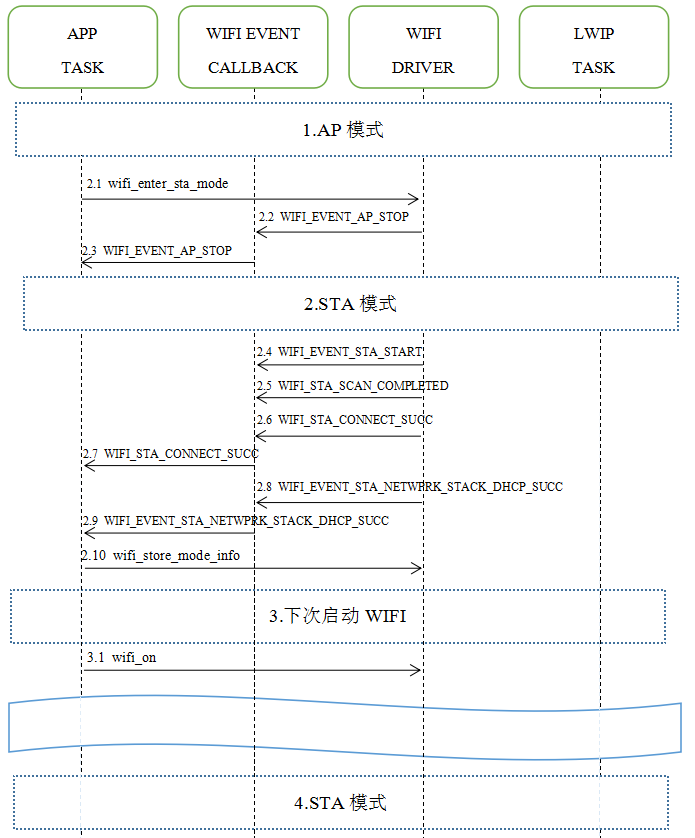 APP
TASK
WIFI EVENT
CALLBACK
WIFI
DRIVER
LWIP
TASK
1.AP 模式
2.1 wifi_enter_sta_mode
2.2 WIFI_EVENT_AP_STOP
2.3 WIFI_EVENT_AP_STOP
2.STA 模式
2.4 WIFI_EVENT_STA_START
2.5 WIFI_STA_SCAN_COMPLETED
2.6 WIFI_STA_CONNECT_SUCC
2.7 WIFI_STA_CONNECT_SUCC
2.8 WIFI_EVENT_STA_NETWPRK_STACK_DHCP_SUCC
2.9 WIFI_EVENT_STA_NETWPRK_STACK_DHCP_SUCC
2.10 wifi_store_mode_info
3.下次启动 WIFI
3.1 wifi_on
4.STA 模式